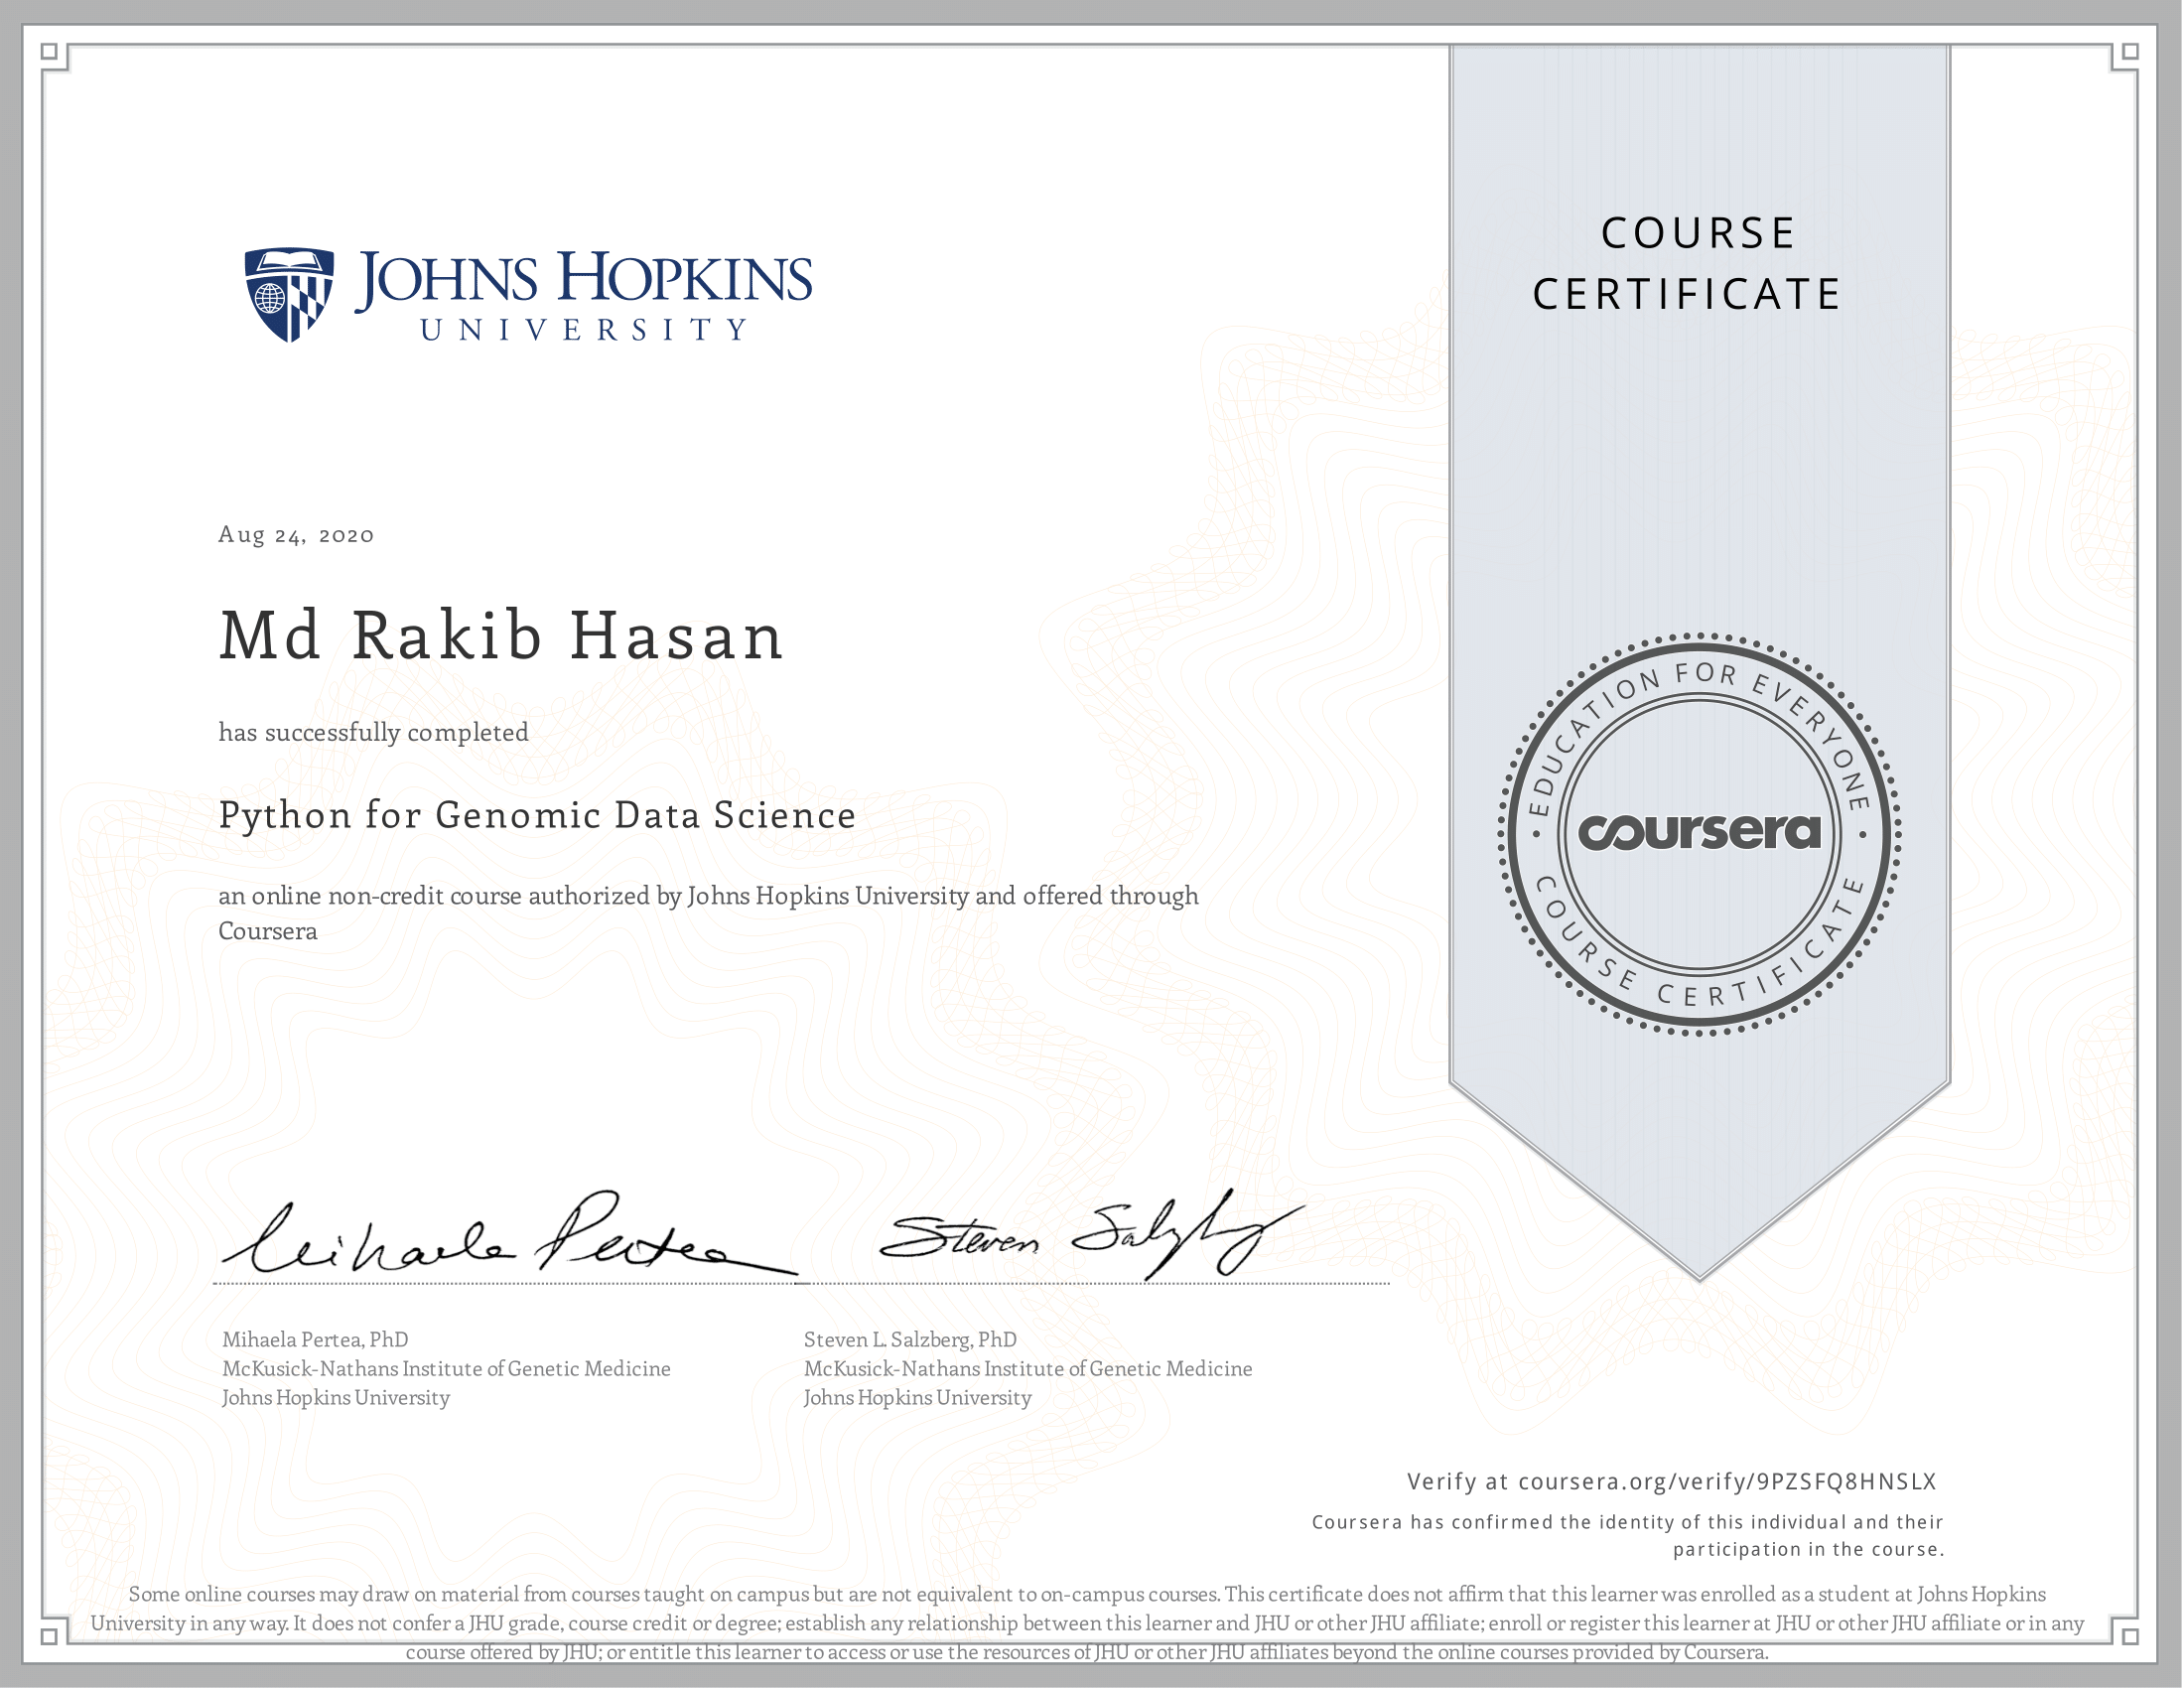 JOHNS HOPKINS
UNIVERSITY
COURSE
CERTIFICATE
Aug 24, 2020
Md Rakib Hasan
has successfully completed
Python for Genomic Data Science
an online non-credit course authorized by Johns Hopkins University and offered through
Coursera
EDUCATION FOR EVERYONE
coursera
COURSE CERTIFICATE
Mihaela Pertea
Steven Salzberg
Mihaela Pertea, PhD
McKusick-Nathans Institute of Genetic Medicine
Johns Hopkins University
Steven L. Salzberg, PhD
McKusick-Nathans Institute of Genetic Medicine
Johns Hopkins University
Verify at coursera.org/verify/9PZSFQ8HNSLX
Coursera has confirmed the identity of this individual and their
participation in the course.
Some online courses may draw on material from courses taught on campus but are not equivalent to on-campus courses. This certificate does not affirm that this learner was enrolled as a student at Johns Hopkins
University in any way. It does not confer a JHU grade, course credit or degree; establish any relationship between this learner and JHU or other JHU affiliate; enroll or register this learner at JHU or other JHU affiliate or in any
course offered by JHU; or entitle this learner to access or use the resources of JHU or other JHU affiliates beyond the online courses provided by Coursera.